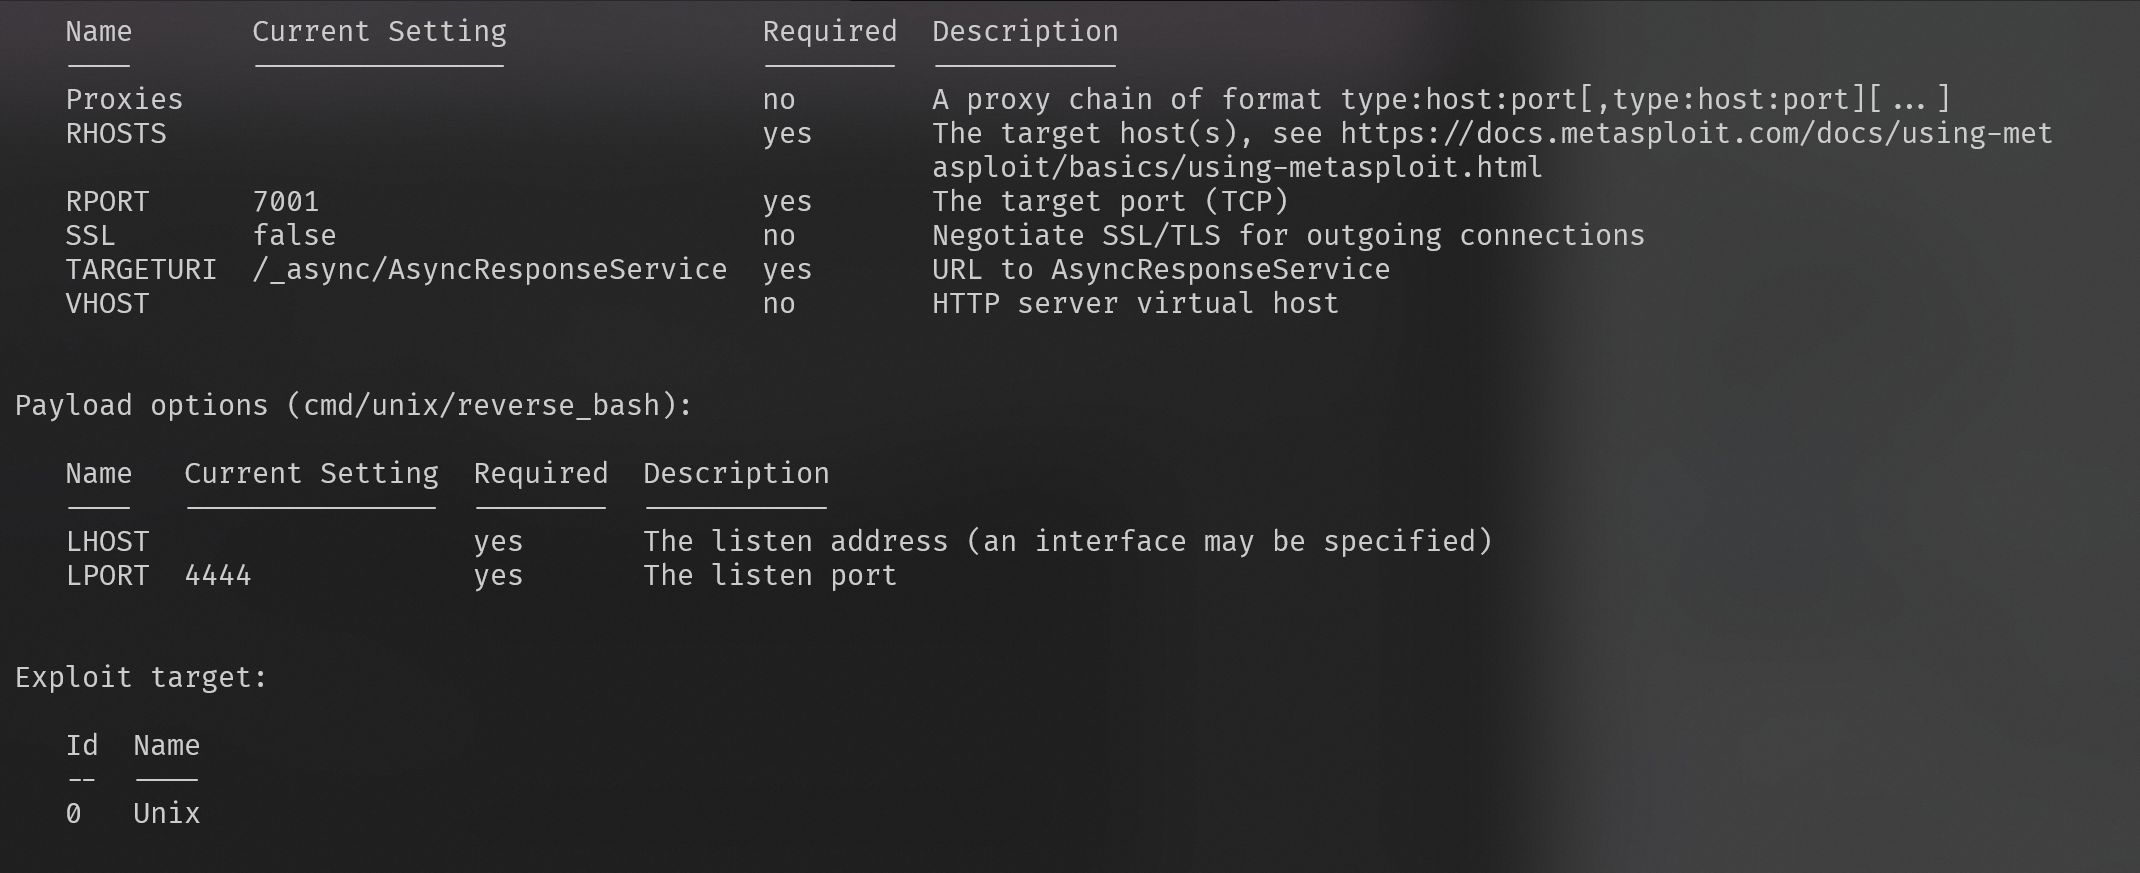 Name       Current Setting               Required  Description
----       ---------------               --------  -----------
Proxies                                  no        A proxy chain of format type:host:port[,type:host:port][...]
RHOSTS                                   yes       The target host(s), see https://docs.metasploit.com/docs/using-met
                                                   asploit/basics/using-metasploit.html
RPORT      7001                          yes       The target port (TCP)
SSL        false                         no        Negotiate SSL/TLS for outgoing connections
TARGETURI  /_async/AsyncResponseService  yes       URL to AsyncResponseService
VHOST                                    no        HTTP server virtual host
Payload options (cmd/unix/reverse_bash):
Name   Current Setting  Required  Description
----   ---------------  --------  -----------
LHOST                   yes       The listen address (an interface may be specified)
LPORT  4444             yes       The listen port
Exploit target:
Id  Name
--  ----
0   Unix